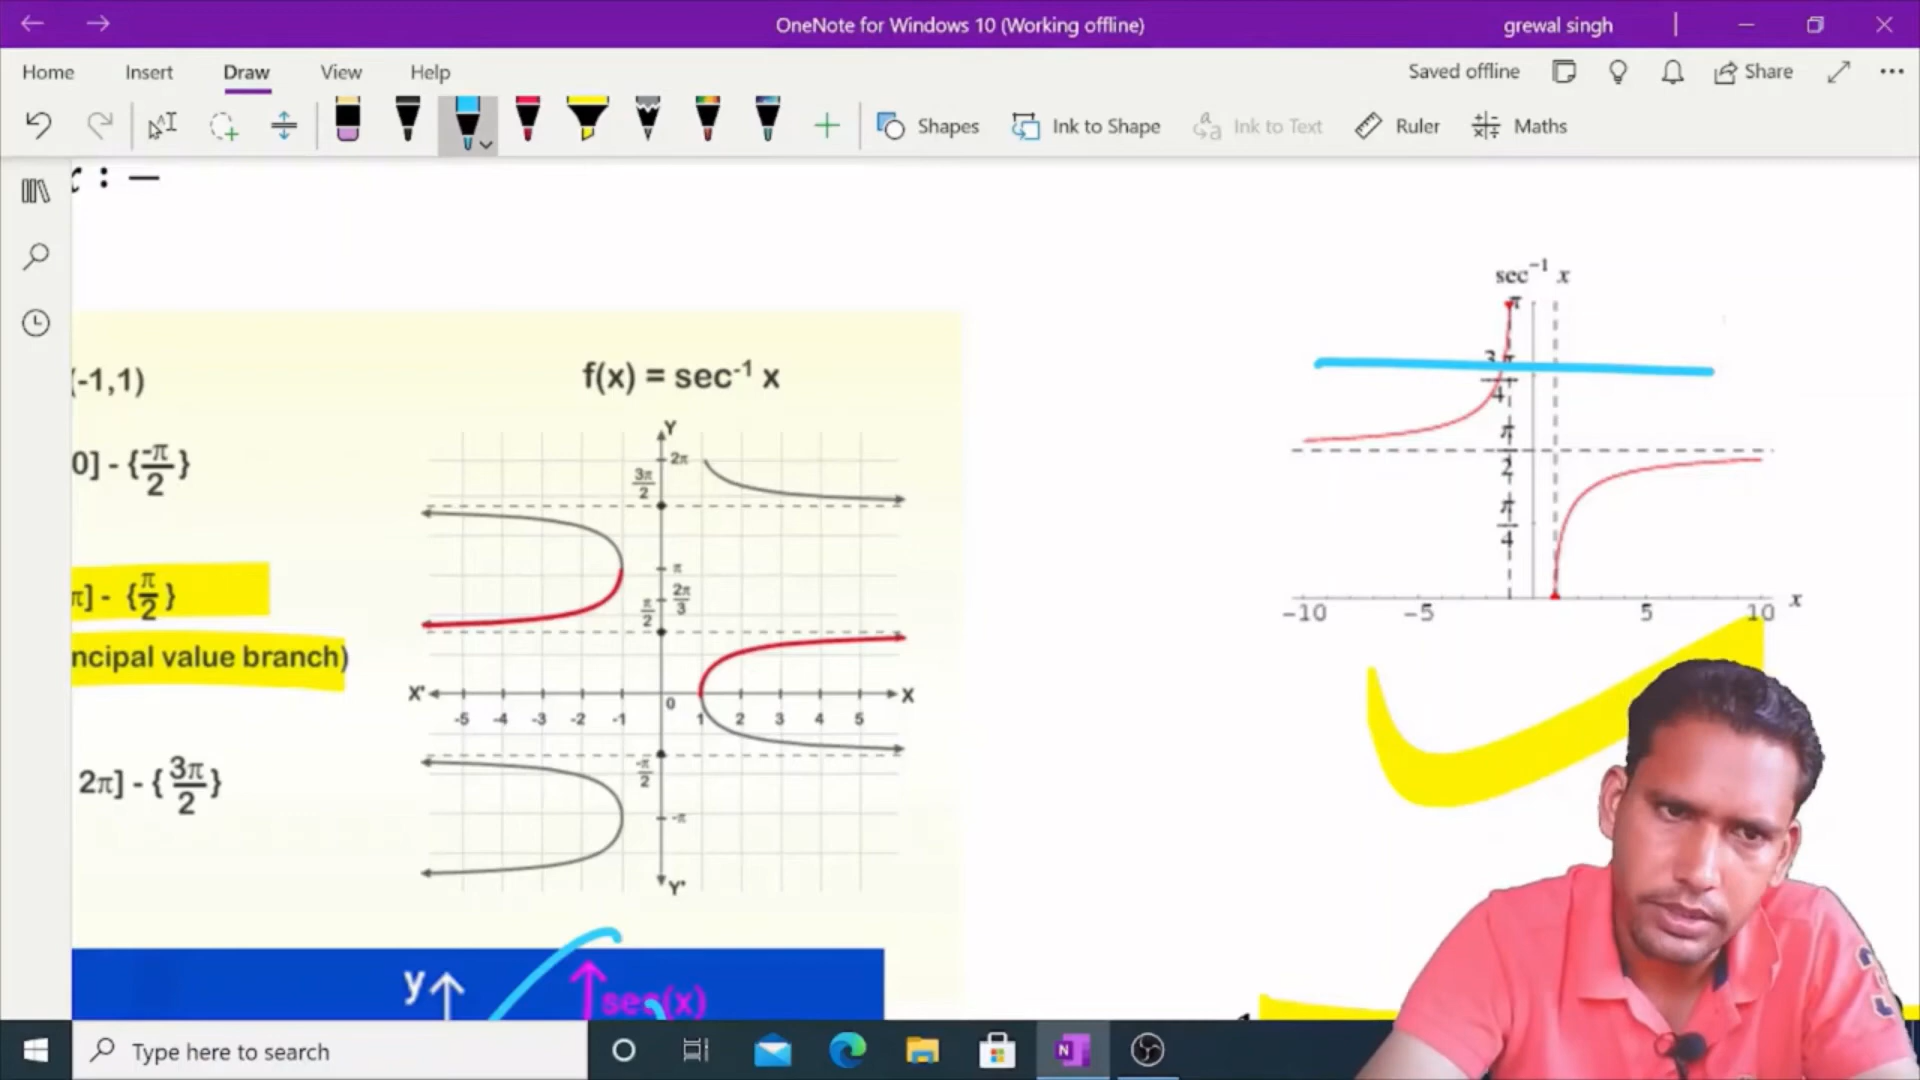 OneNote for Windows 10 (Working offline)
grewal singh
Home Insert Draw View Help
Saved offline
Share
Shapes
Ink to Shape
Ink to Text
Ruler
Maths
: —
(-1,1)
0] - {-π/2}
π] - {π/2}
ncipal value branch)
2π] - {3π/2}
f(x) = sec⁻¹ x
Y
2π
3π/2
π
2π/3
π/2
X' -5 -4 -3 -2 -1 0 1 2 3 4 5 X
-π/2
-π
Y'
sec⁻¹ x
π
3π/4
π/2
π/4
-10 -5 5 10 x
y
sec(x)
Type here to search